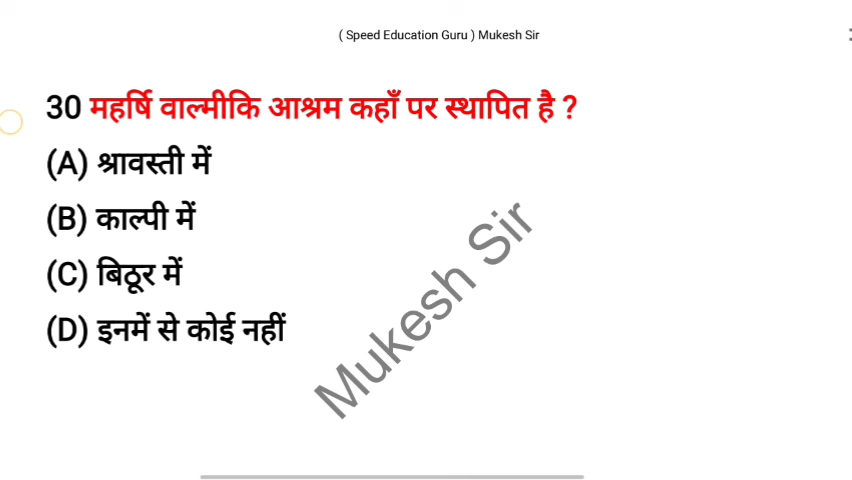 ( Speed Education Guru ) Mukesh Sir
30 महर्षि वाल्मीकि आश्रम कहाँ पर स्थापित है ?
(A) श्रावस्ती में
(B) काल्पी में
(C) बिठूर में
(D) इनमें से कोई नहीं
Mukesh Sir